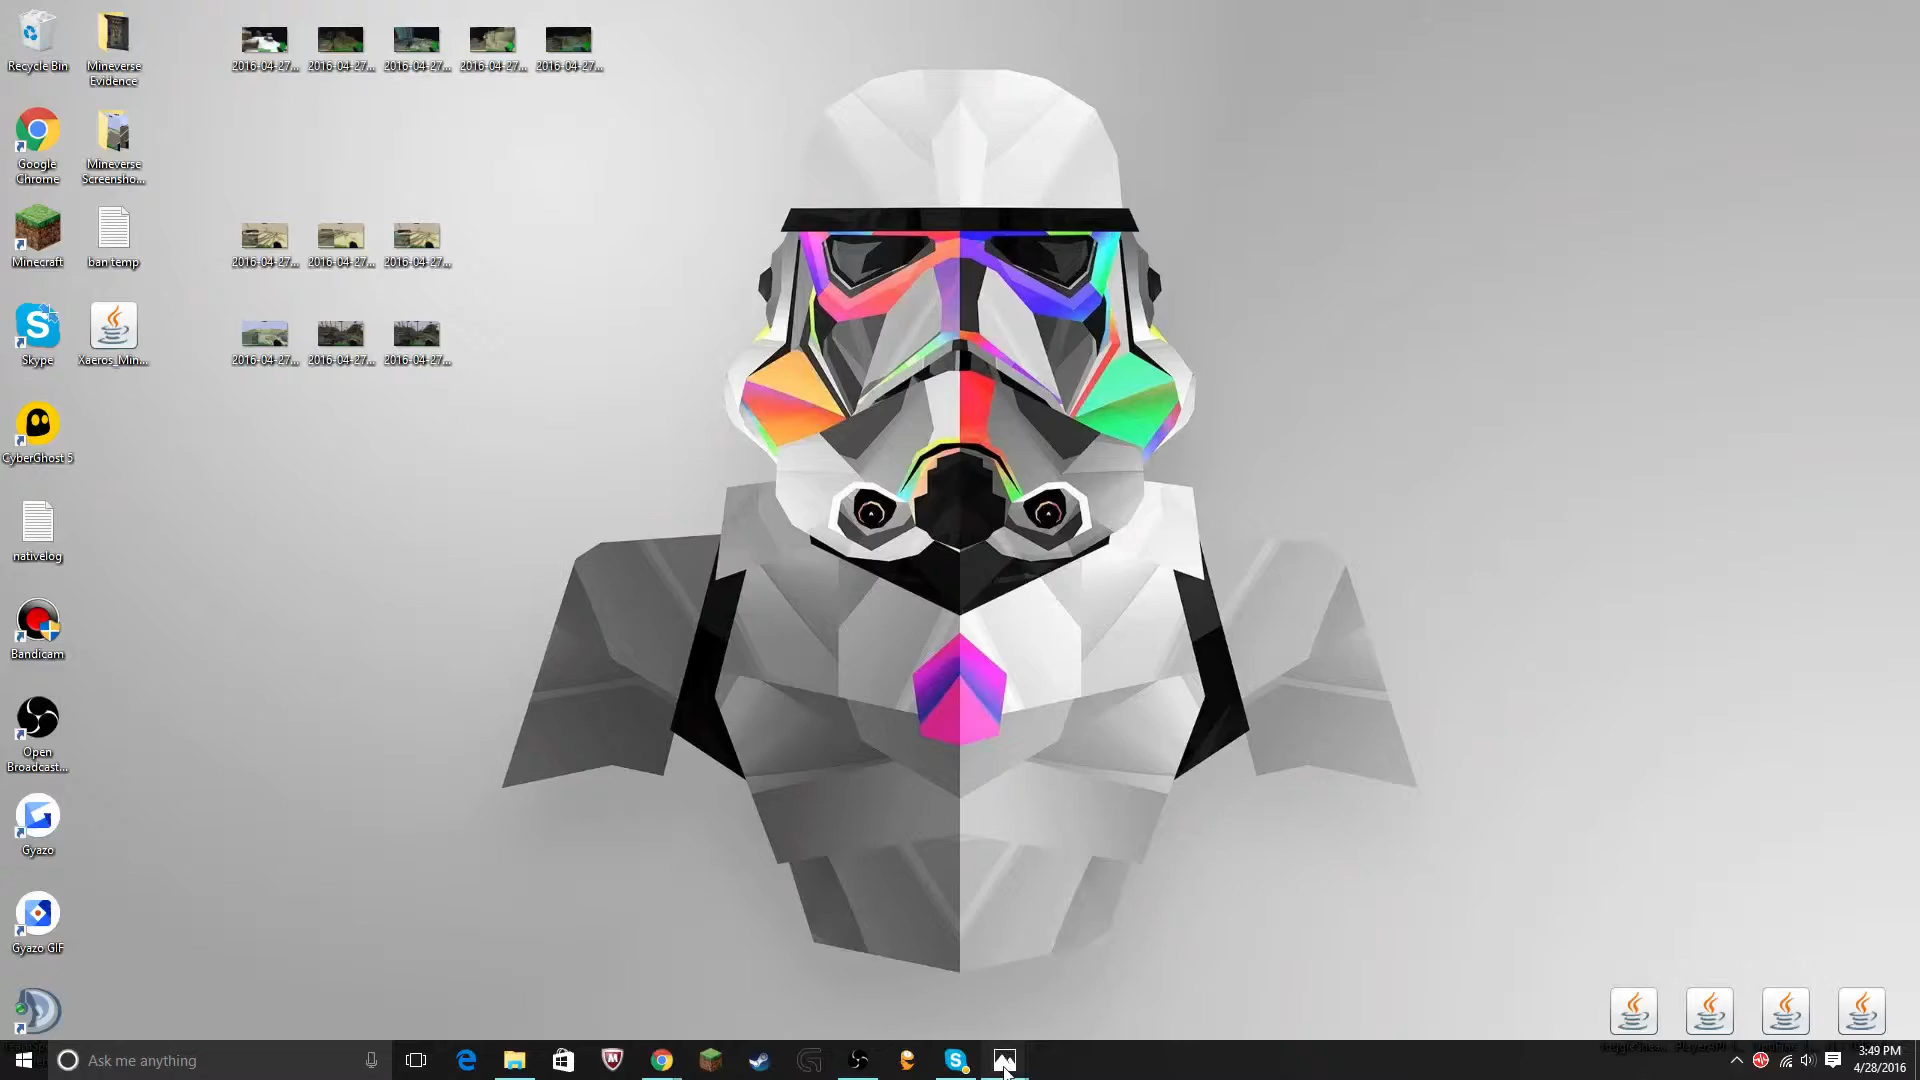 Recycle Bin
Mineverse
Evidence
2016-04-27...
2016-04-27...
2016-04-27...
2016-04-27...
2016-04-27...
Google
Chrome
Mineverse
Screensho...
Minecraft
ban temp
2016-04-27...
2016-04-27...
2016-04-27...
Skype
Xaeros_Min...
2016-04-27...
2016-04-27...
2016-04-27...
CyberGhost 5
nativelog
Bandicam
Open
Broadcast...
Gyazo
Gyazo GIF
Ask me anything
3:49 PM
4/28/2016